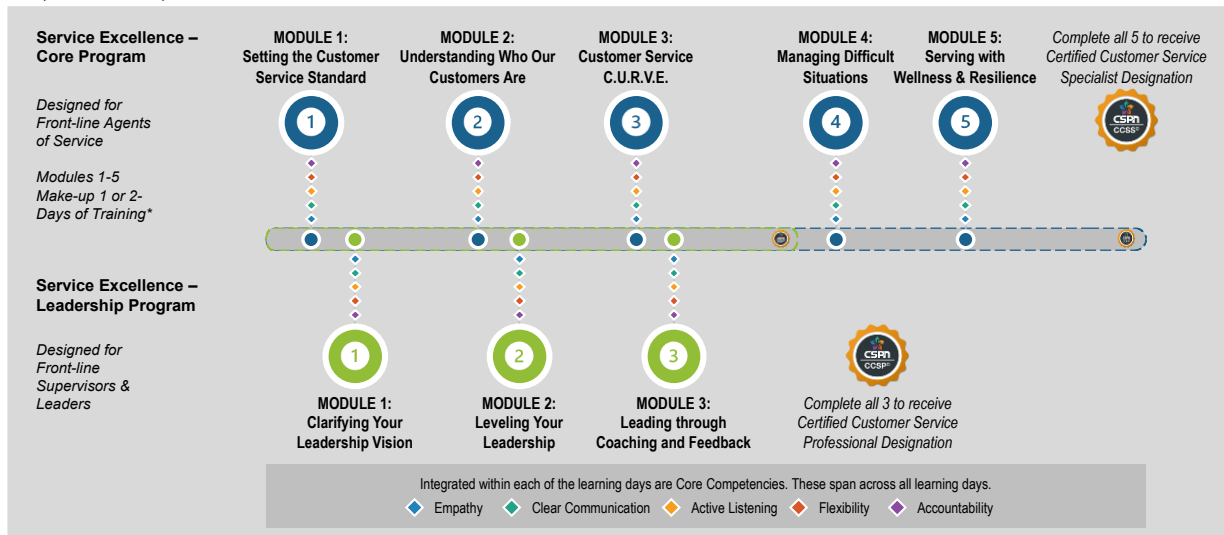 Service Excellence –
Core Program
Designed for
Front-line Agents
of Service
Modules 1-5
Make-up 1 or 2-
Days of Training*
MODULE 1:
Setting the Customer
Service Standard
1
MODULE 2:
Understanding Who Our
Customers Are
2
MODULE 3:
Customer Service
C.U.R.V.E.
3
MODULE 4:
Managing Difficult
Situations
4
MODULE 5:
Serving with
Wellness & Resilience
5
Complete all 5 to receive
Certified Customer Service
Specialist Designation
CSPN
CCSS®
Service Excellence –
Leadership Program
Designed for
Front-line
Supervisors &
Leaders
1
MODULE 1:
Clarifying Your
Leadership Vision
2
MODULE 2:
Leveling Your
Leadership
3
MODULE 3:
Leading through
Coaching and Feedback
CSPN
CCSP®
Complete all 3 to receive
Certified Customer Service
Professional Designation
Integrated within each of the learning days are Core Competencies. These span across all learning days.
Empathy Clear Communication Active Listening Flexibility Accountability